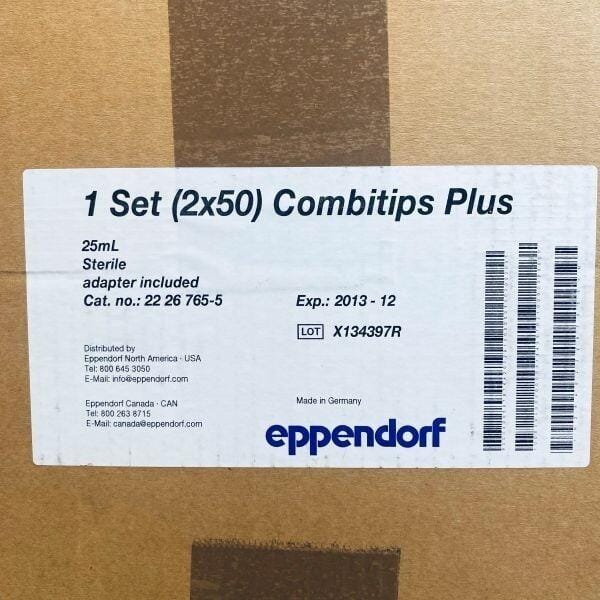 1 Set (2x50) Combitips Plus
25mL
Sterile
adapter included
Cat. no.: 22 26 765-5
Exp.: 2013 - 12
LOT X134397R
Distributed by
Eppendorf North America · USA
Tel: 800 645 3050
E-Mail: info@eppendorf.com
Eppendorf Canada · CAN
Tel: 800 263 8715
E-Mail: canada@eppendorf.com
Made in Germany
eppendorf